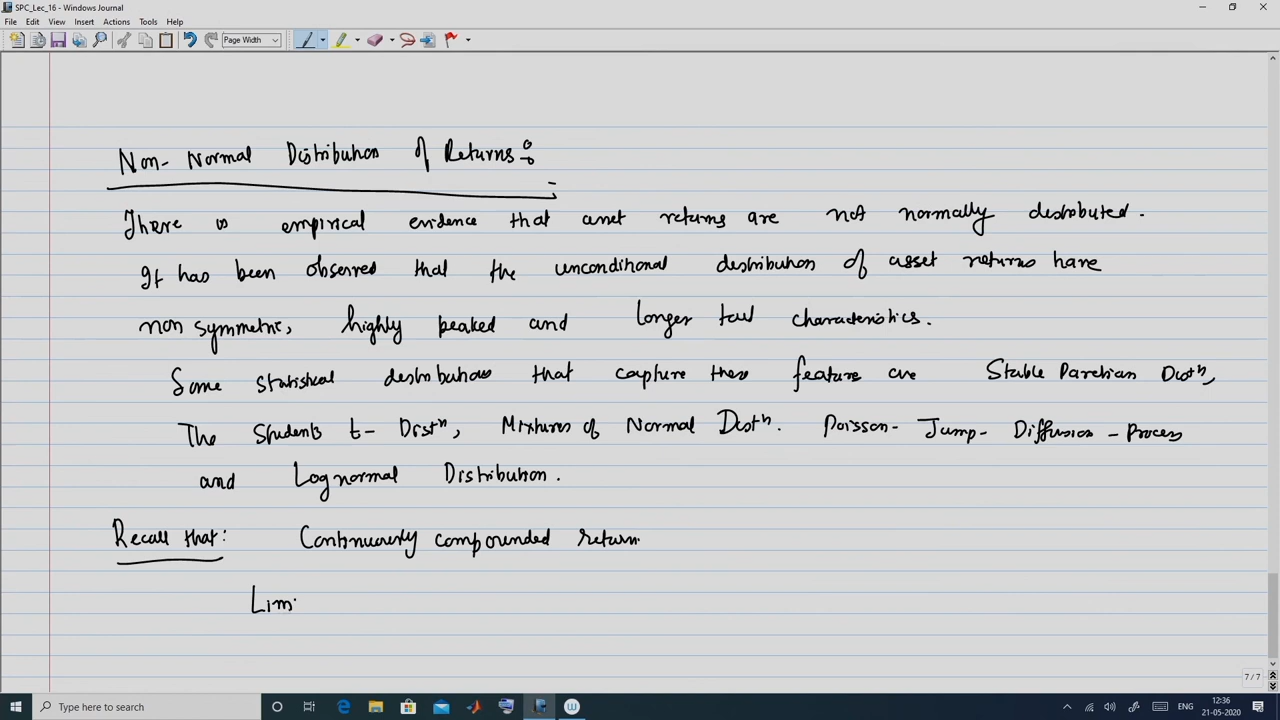 SPC_Lec_16 - Windows Journal
File Edit View Insert Actions Tools Help
Page Width
Non-Normal Distribution of Returns:
There is empirical evidence that asset returns are not normally distributed.
It has been observed that the unconditional distribution of asset returns have
non symmetric, highly peaked and longer tail characteristics.
Some statistical distributions that capture these feature are Stable Paretian Distⁿ,
The Students t-Distⁿ, Mixtures of Normal Distⁿ. Poisson-Jump-Diffusion-Process
and Lognormal Distribution.
Recall that: Continuously compounded return.
Lim
7/7
Type here to search
ENG
12:36
21-05-2020